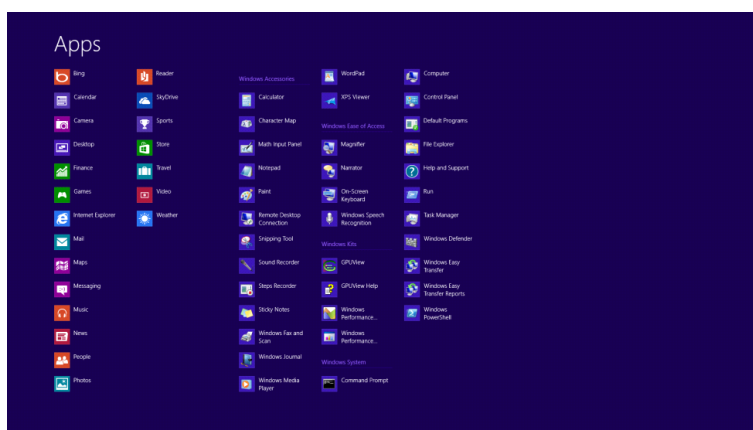 Apps
Bing
Calendar
Camera
Desktop
Finance
Games
Internet Explorer
Mail
Maps
Messaging
Music
News
People
Photos
Reader
SkyDrive
Sports
Store
Travel
Video
Weather
Windows Accessories
Calculator
Character Map
Math Input Panel
Notepad
Paint
Remote Desktop
Connection
Snipping Tool
Sound Recorder
Steps Recorder
Sticky Notes
Windows Fax and
Scan
Windows Journal
Windows Media
Player
WordPad
XPS Viewer
Windows Ease of Access
Magnifier
Narrator
On-Screen
Keyboard
Windows Speech
Recognition
Windows Kits
GPUView
GPUView Help
Windows
Performance...
Windows
Performance...
Windows System
Command Prompt
Computer
Control Panel
Default Programs
File Explorer
Help and Support
Run
Task Manager
Windows Defender
Windows Easy
Transfer
Windows Easy
Transfer Reports
Windows
PowerShell